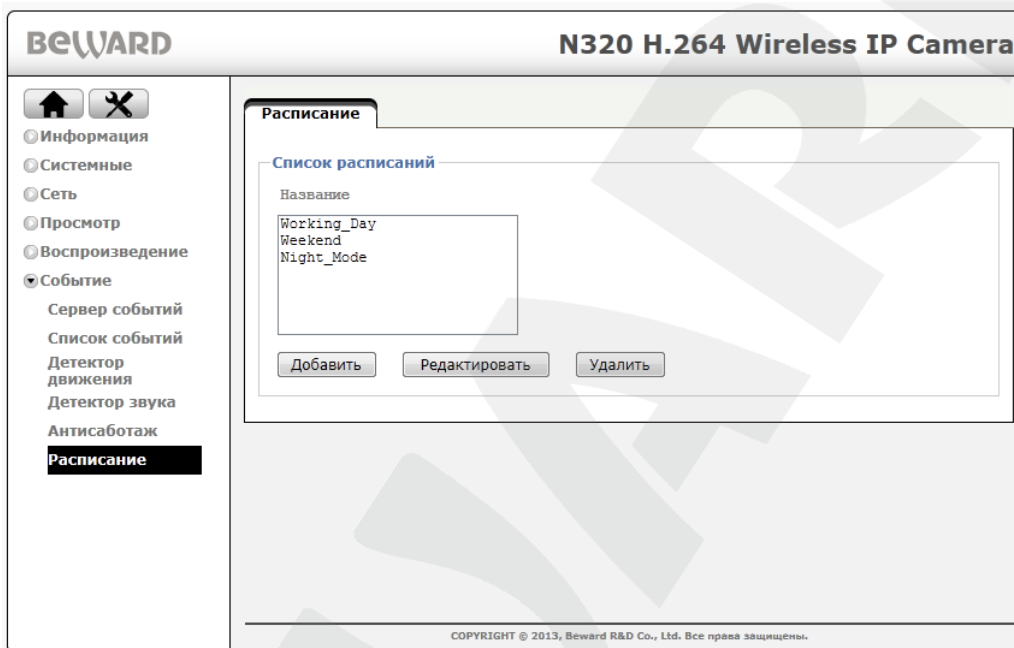 BEWARD
N320 H.264 Wireless IP Camera
Информация
Системные
Сеть
Просмотр
Воспроизведение
Событие
Сервер событий
Список событий
Детектор
движения
Детектор звука
Антисаботаж
Расписание
Расписание
Список расписаний
Название
Working_Day
Weekend
Night_Mode
Добавить
Редактировать
Удалить
COPYRIGHT © 2013, Beward R&D Co., Ltd. Все права защищены.